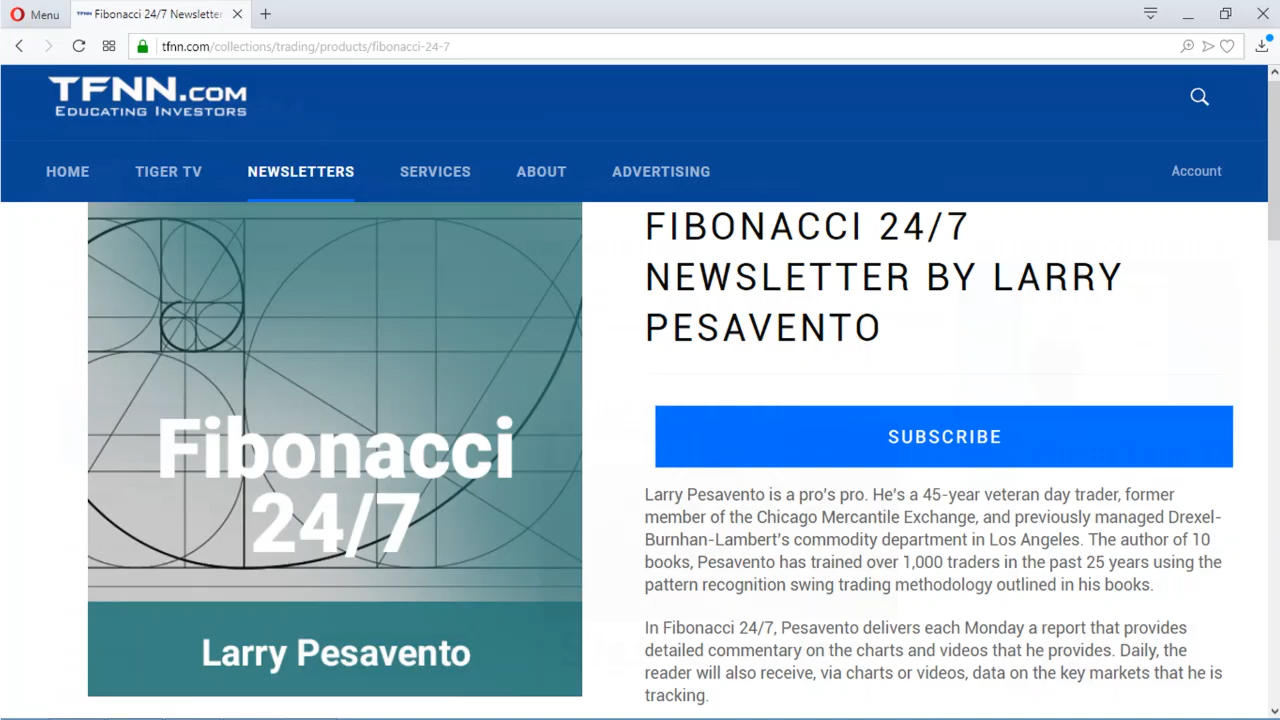 Menu
Fibonacci 24/7 Newsletter
tfnn.com/collections/trading/products/fibonacci-24-7
TFNN.COM
EDUCATING INVESTORS
HOME
TIGER TV
NEWSLETTERS
SERVICES
ABOUT
ADVERTISING
Account
Fibonacci
24/7
Larry Pesavento
FIBONACCI 24/7
NEWSLETTER BY LARRY
PESAVENTO
SUBSCRIBE
Larry Pesavento is a pro's pro. He's a 45-year veteran day trader, former
member of the Chicago Mercantile Exchange, and previously managed Drexel-
Burnhan-Lambert's commodity department in Los Angeles. The author of 10
books, Pesavento has trained over 1,000 traders in the past 25 years using the
pattern recognition swing trading methodology outlined in his books.
In Fibonacci 24/7, Pesavento delivers each Monday a report that provides
detailed commentary on the charts and videos that he provides. Daily, the
reader will also receive, via charts or videos, data on the key markets that he is
tracking.